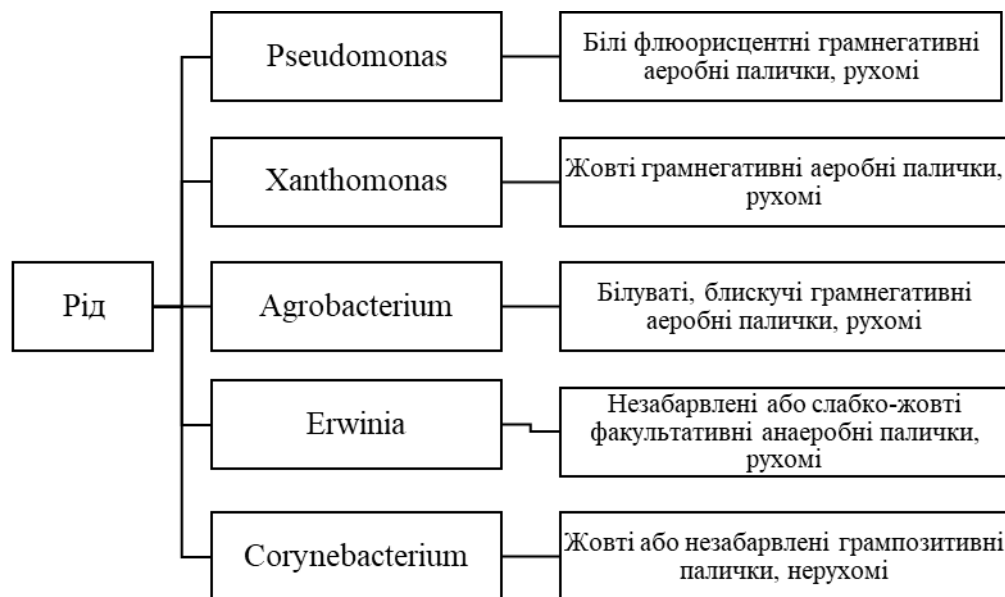 Рід
Pseudomonas
Білі флюорисцентні грамнегативні
аеробні палички, рухомі
Xanthomonas
Жовті грамнегативні аеробні палички,
рухомі
Agrobacterium
Білуваті, блискучі грамнегативні
аеробні палички, рухомі
Erwinia
Незабарвлені або слабко-жовті
факультативні анаеробні палички,
рухомі
Corynebacterium
Жовті або незабарвлені грампозитивні
палички, нерухомі